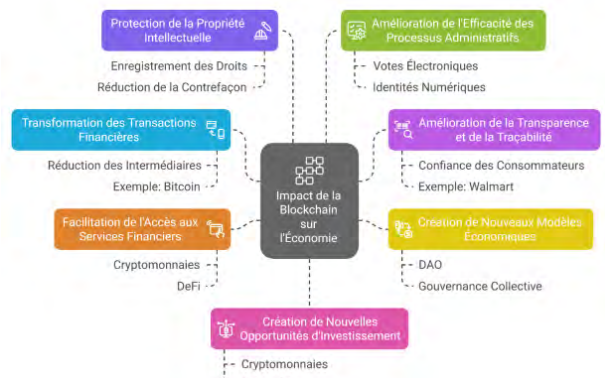 Protection de la Propriété
Intellectuelle
Enregistrement des Droits
Réduction de la Contrefaçon
Amélioration de l'Efficacité des
Processus Administratifs
Votes Électroniques
Identités Numériques
Transformation des Transactions
Financières
Réduction des Intermédiaires
Exemple: Bitcoin
Amélioration de la Transparence
et de la Traçabilité
Confiance des Consommateurs
Exemple: Walmart
Impact de la
Blockchain
sur
l'Économie
Facilitation de l'Accès aux
Services Financiers
Cryptomonnaies
DeFi
Création de Nouveaux Modèles
Économiques
DAO
Gouvernance Collective
Création de Nouvelles
Opportunités d'Investissement
Cryptomonnaies